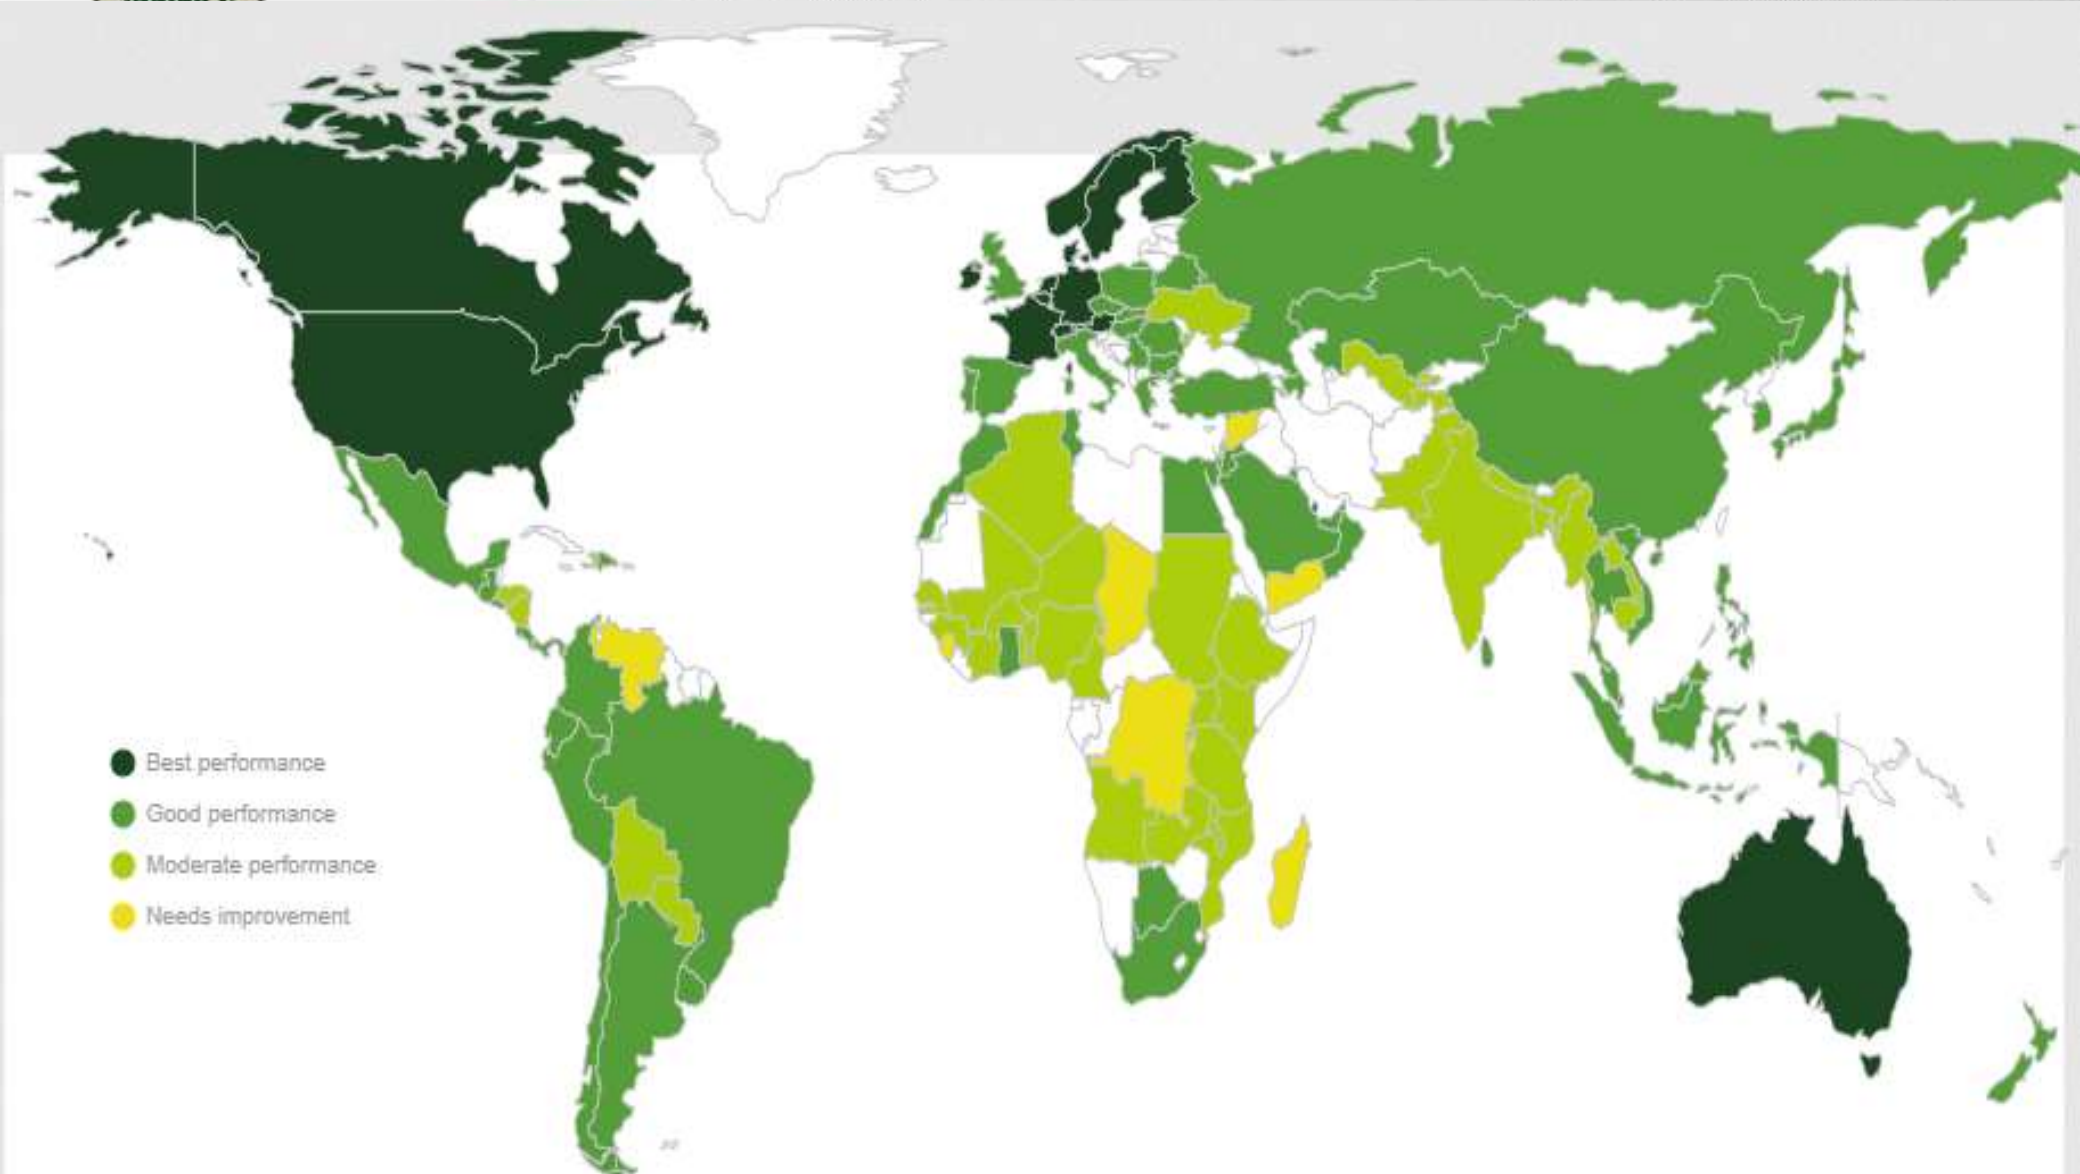 Best performance
Good performance
Moderate performance
Needs improvement